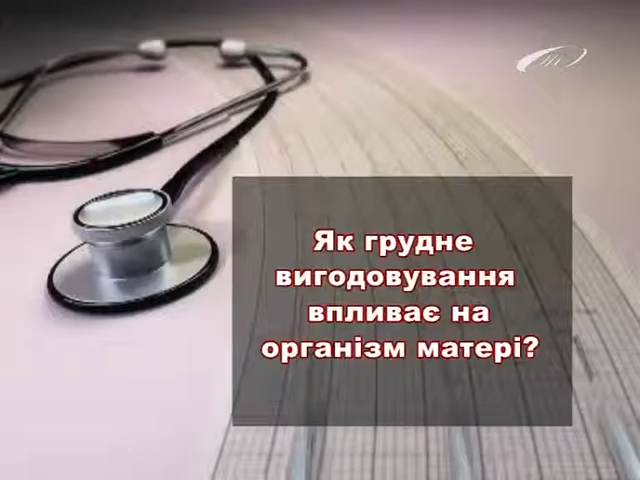 Як грудне
вигодовування
впливає на
організм матері?